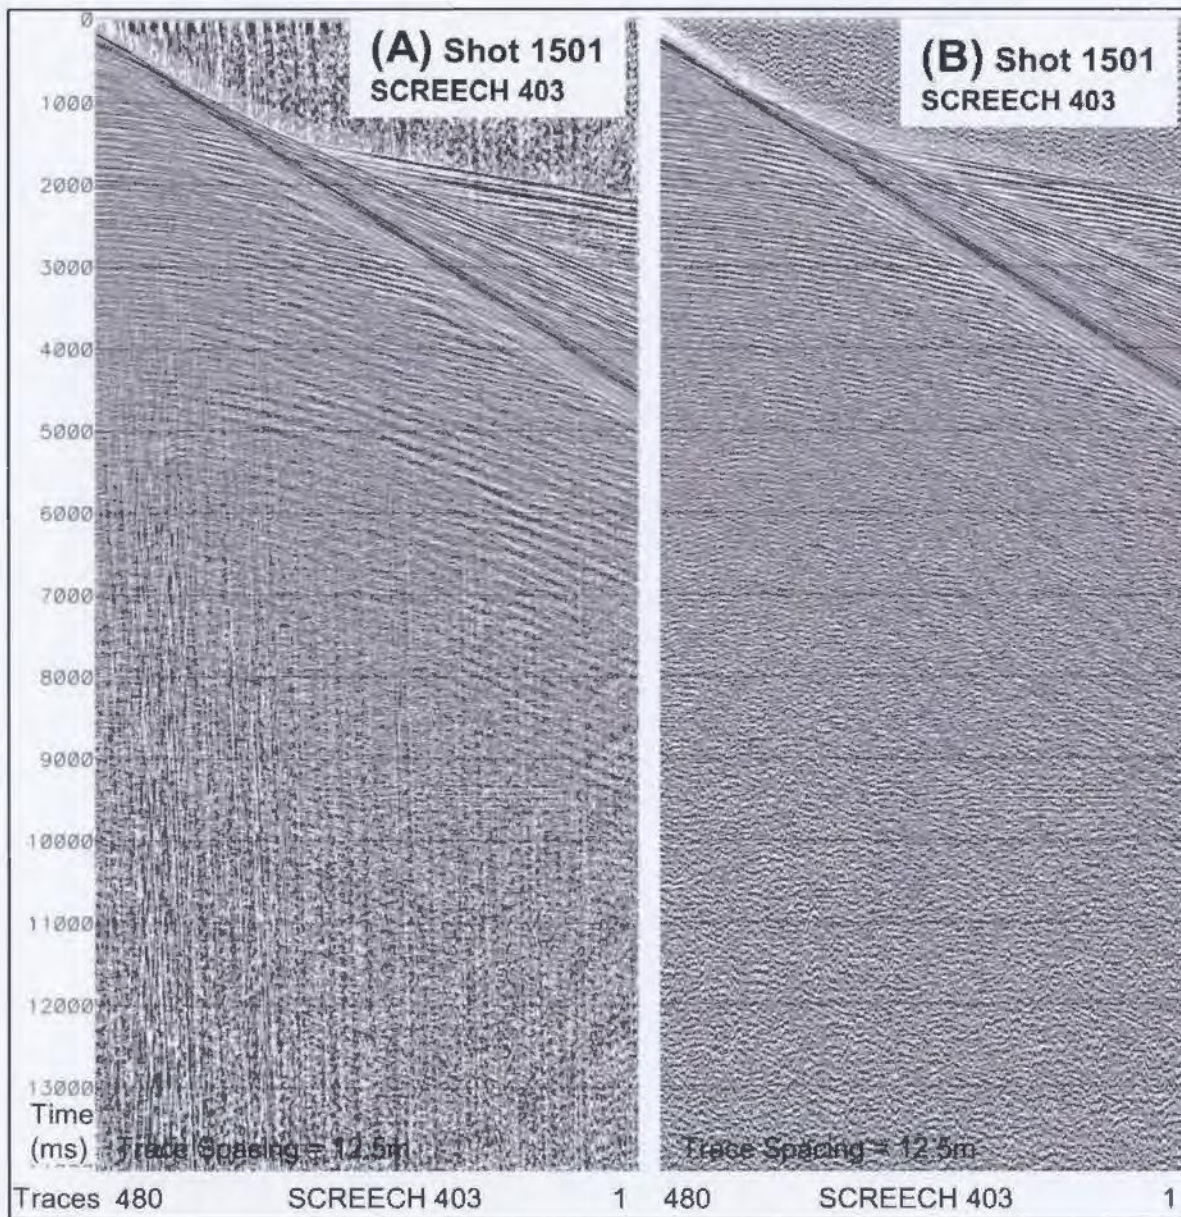 (A) Shot 1501
SCREECH 403
(B) Shot 1501
SCREECH 403
0
1000
2000
3000
4000
5000
6000
7000
8000
9000
10000
11000
12000
13000
Time
(ms)
Trace Spacing = 12.5m
Trace Spacing = 12.5m
Traces 480 SCREECH 403 1
480 SCREECH 403 1